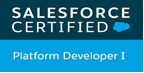 SALESFORCE
CERTIFIED
Platform Developer I